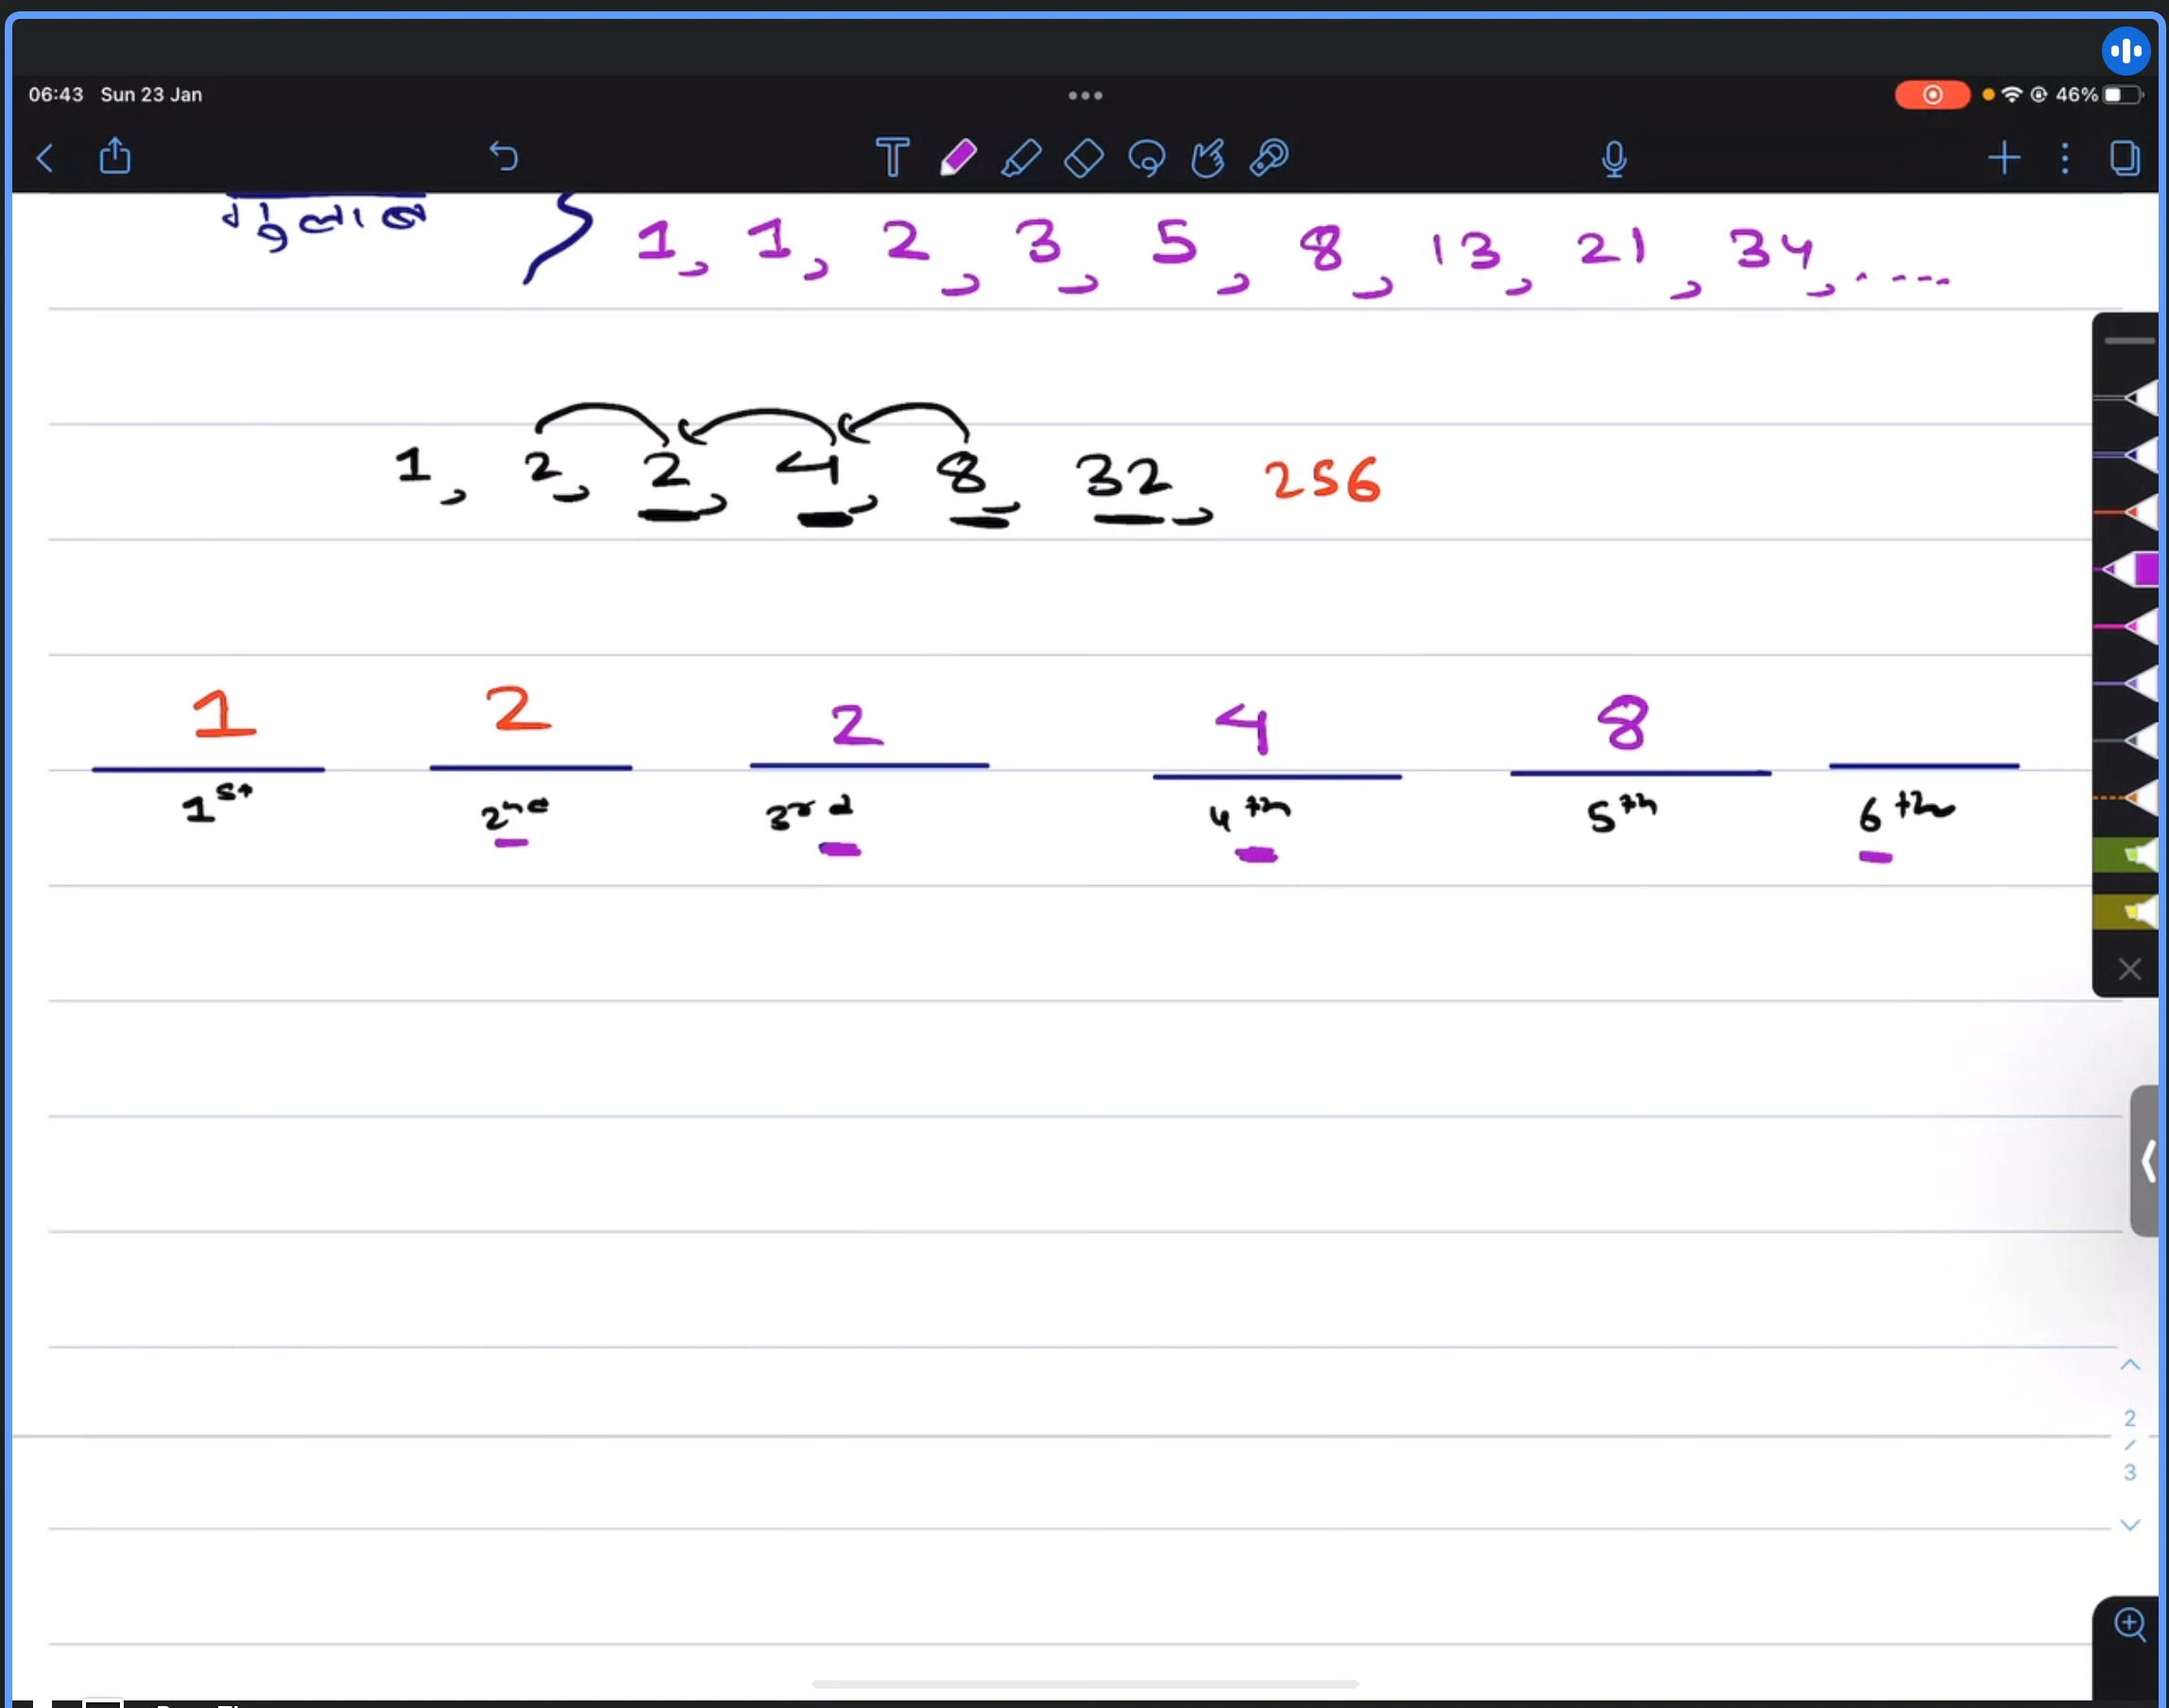 06:43 Sun 23 Jan
46%
1, 1, 2, 3, 5, 8, 13, 21, 34, ....
1, 2, 2, 4, 8, 32, 256
1 2 2 4 8
1st 2nd 3rd 4th 5th 6th
2
/
3